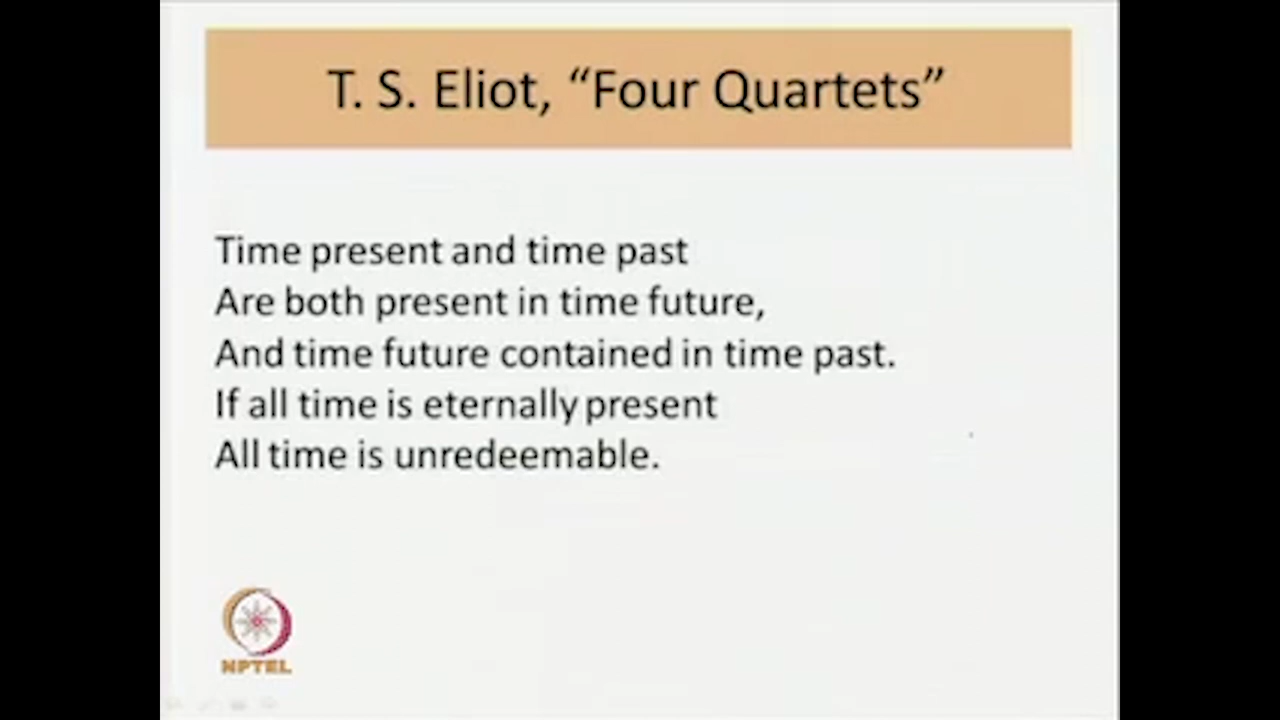 T. S. Eliot, “Four Quartets”
Time present and time past
Are both present in time future,
And time future contained in time past.
If all time is eternally present
All time is unredeemable.
NPTEL